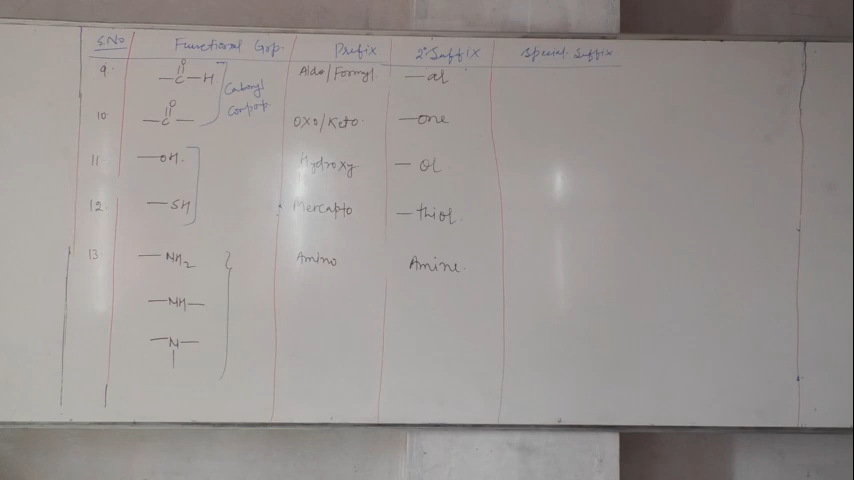 S.No Functional Grp. Prefix 2° Suffix Special Suffix
9. —C(=O)—H Aldo/Formyl —al
Carbonyl
Compop.
10. —C(=O)— Oxo/Keto —one
11. —OH. Hydroxy —ol
12. —SH Mercapto —thiol
13. —NH2 Amino Amine.
—NH—
—N—